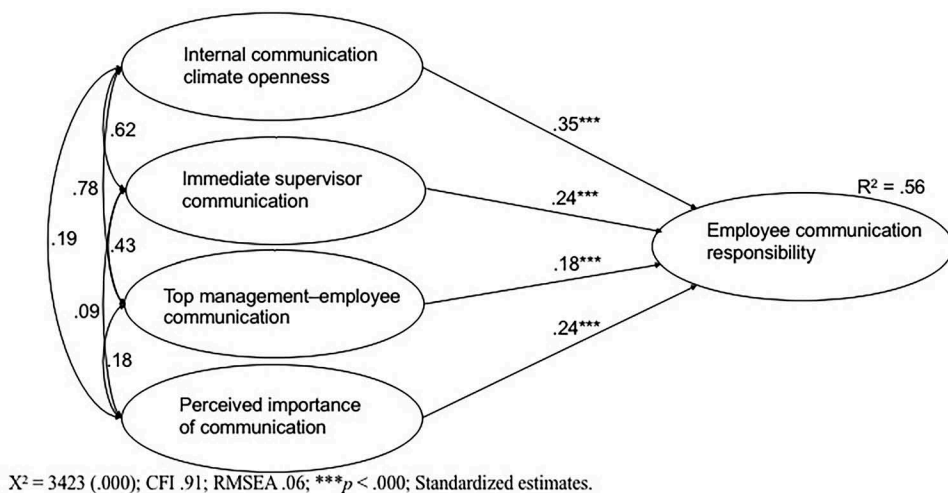 Internal communication
climate openness
.35***
.62
Immediate supervisor
communication
R² = .56
.78
.24***
Employee communication
responsibility
.19
.43
.18***
Top management–employee
communication
.09
.24***
.18
Perceived importance
of communication
X² = 3423 (.000); CFI .91; RMSEA .06; ***p < .000; Standardized estimates.